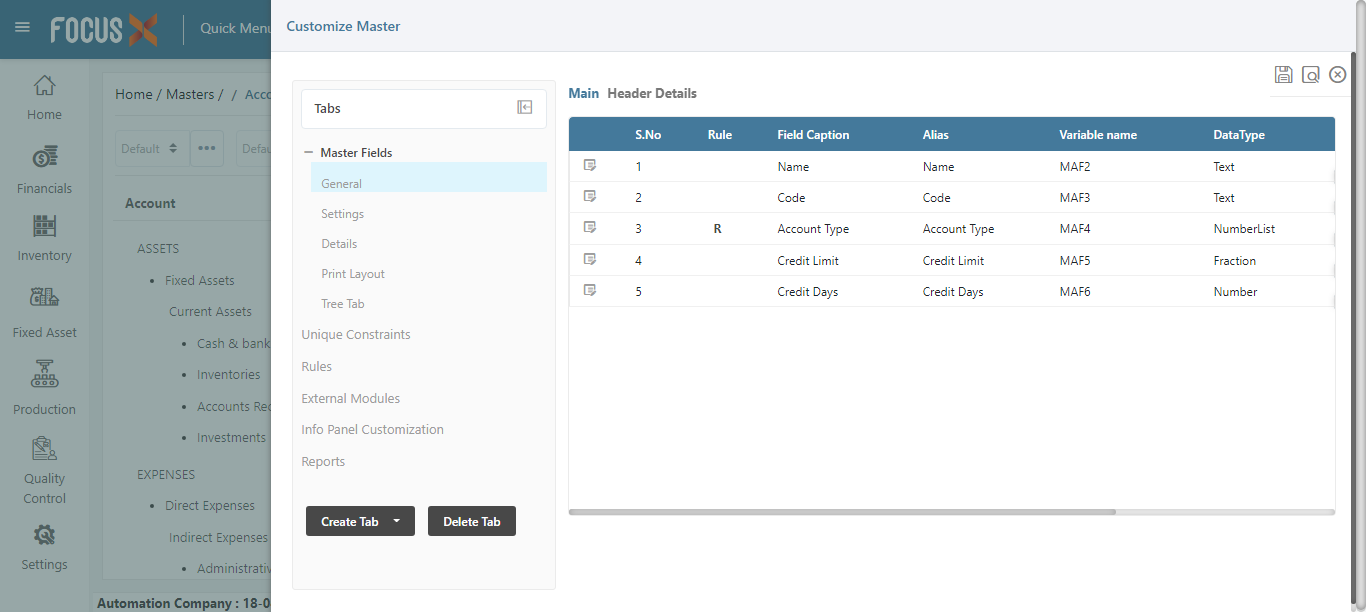 FOCUS X
Quick Menu
Customize Master
Home
Financials
Inventory
Fixed Asset
Production
Quality
Control
Settings
Home / Masters / / Acco
Default
•••
Defau
Account
ASSETS
• Fixed Assets
Current Assets
• Cash & bank
• Inventories
• Accounts Rec
• Investments
EXPENSES
• Direct Expenses
Indirect Expenses
• Administrativ
Automation Company : 18-0
Tabs
Master Fields
General
Settings
Details
Print Layout
Tree Tab
Unique Constraints
Rules
External Modules
Info Panel Customization
Reports
Create Tab
Delete Tab
Main Header Details
S.No Rule Field Caption Alias Variable name DataType
1 Name Name MAF2 Text
2 Code Code MAF3 Text
3 R Account Type Account Type MAF4 NumberList
4 Credit Limit Credit Limit MAF5 Fraction
5 Credit Days Credit Days MAF6 Number